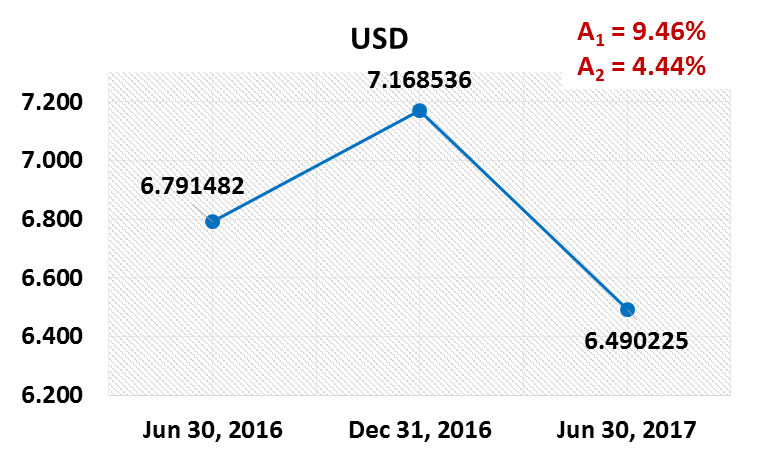 USD
A₁ = 9.46%
A₂ = 4.44%
7.200
7.000
6.800
6.600
6.400
6.200
6.791482
7.168536
6.490225
Jun 30, 2016
Dec 31, 2016
Jun 30, 2017